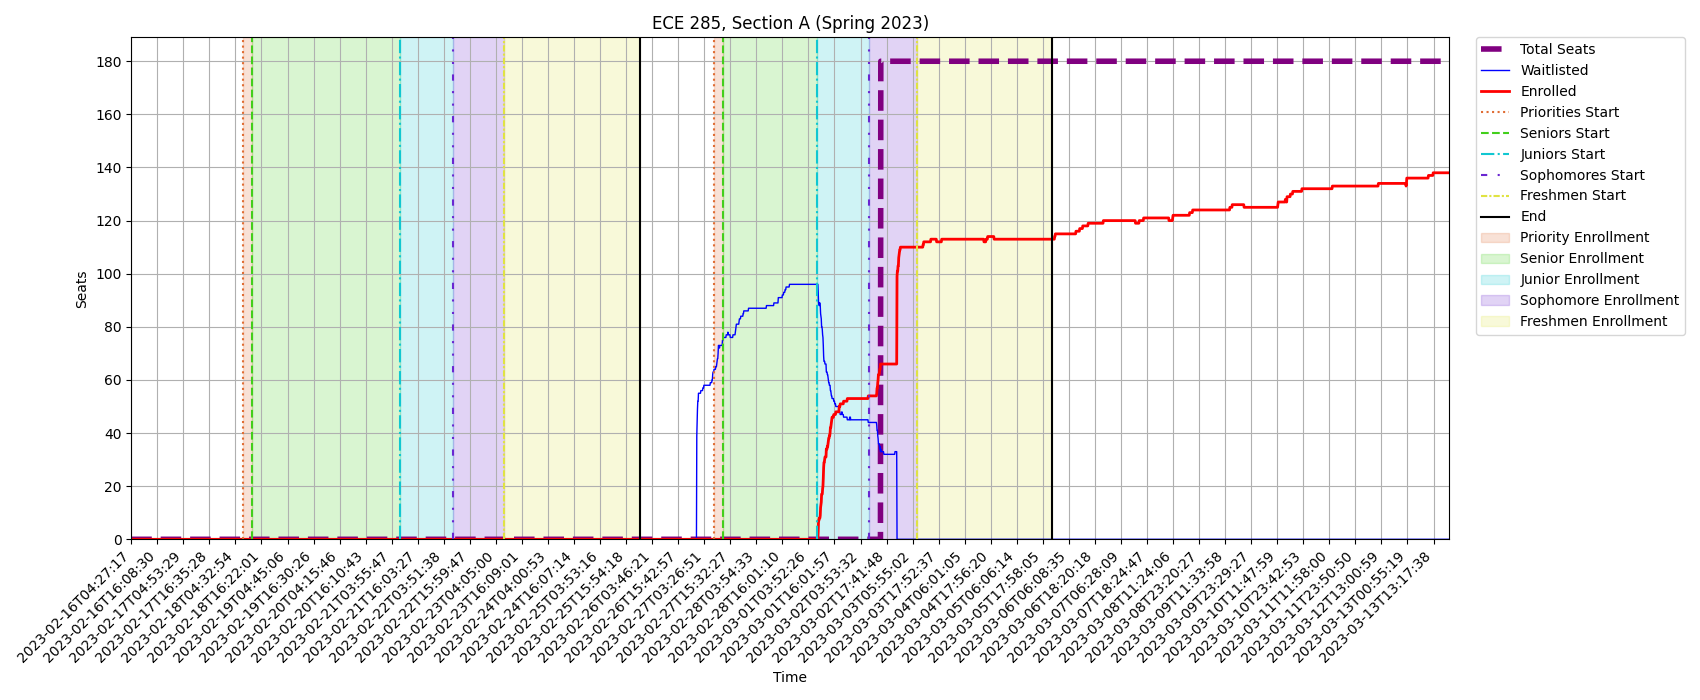 ECE 285, Section A (Spring 2023)
Seats
180
160
140
120
100
80
60
40
20
0
2023-02-16T04:27:17
2023-02-16T16:08:30
2023-02-17T04:53:29
2023-02-17T16:35:28
2023-02-18T04:32:54
2023-02-18T16:22:01
2023-02-19T04:45:06
2023-02-19T16:30:26
2023-02-20T04:15:46
2023-02-20T16:10:43
2023-02-21T03:55:47
2023-02-21T16:03:27
2023-02-22T03:51:38
2023-02-22T15:59:47
2023-02-23T04:05:00
2023-02-23T16:09:01
2023-02-24T04:00:53
2023-02-24T16:07:14
2023-02-25T03:53:16
2023-02-25T15:54:18
2023-02-26T03:46:21
2023-02-26T15:42:57
2023-02-27T03:26:51
2023-02-27T15:32:27
2023-02-28T03:54:33
2023-02-28T16:01:10
2023-03-01T03:52:26
2023-03-01T16:01:57
2023-03-02T03:53:32
2023-03-02T17:41:48
2023-03-03T05:55:02
2023-03-03T17:52:37
2023-03-04T06:01:05
2023-03-04T17:56:20
2023-03-05T06:06:14
2023-03-05T17:58:05
2023-03-06T06:08:35
2023-03-06T18:20:18
2023-03-07T06:28:09
2023-03-07T18:24:47
2023-03-08T11:24:06
2023-03-08T23:20:27
2023-03-09T11:33:58
2023-03-09T23:29:27
2023-03-10T11:47:59
2023-03-10T23:42:53
2023-03-11T11:58:00
2023-03-11T23:50:50
2023-03-12T13:00:59
2023-03-13T00:55:19
2023-03-13T13:17:38
Time
Total Seats
Waitlisted
Enrolled
Priorities Start
Seniors Start
Juniors Start
Sophomores Start
Freshmen Start
End
Priority Enrollment
Senior Enrollment
Junior Enrollment
Sophomore Enrollment
Freshmen Enrollment